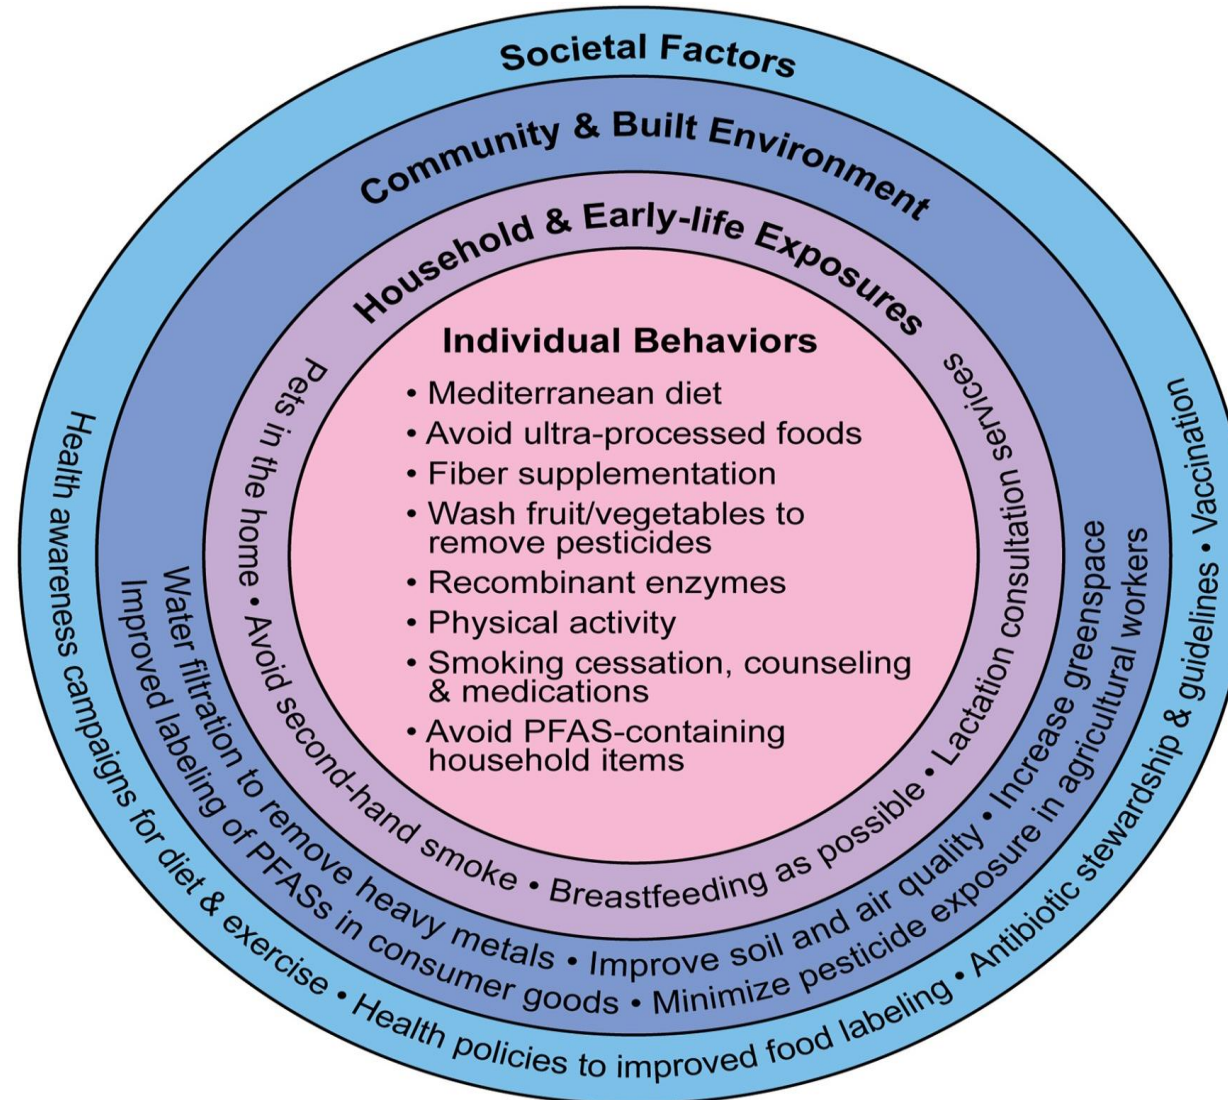 Societal Factors
Community & Built Environment
Household & Early-life Exposures
Individual Behaviors
• Mediterranean diet
• Avoid ultra-processed foods
• Fiber supplementation
• Wash fruit/vegetables to
remove pesticides
• Recombinant enzymes
• Physical activity
• Smoking cessation, counseling
& medications
• Avoid PFAS-containing
household items
Pets in the home • Avoid second-hand smoke • Breastfeeding as possible • Lactation consultation services
Water filtration to remove heavy metals • Improve soil and air quality • Increase greenspace
Improved labeling of PFASs in consumer goods • Minimize pesticide exposure in agricultural workers
Health awareness campaigns for diet & exercise • Health policies to improved food labeling • Antibiotic stewardship & guidelines • Vaccination